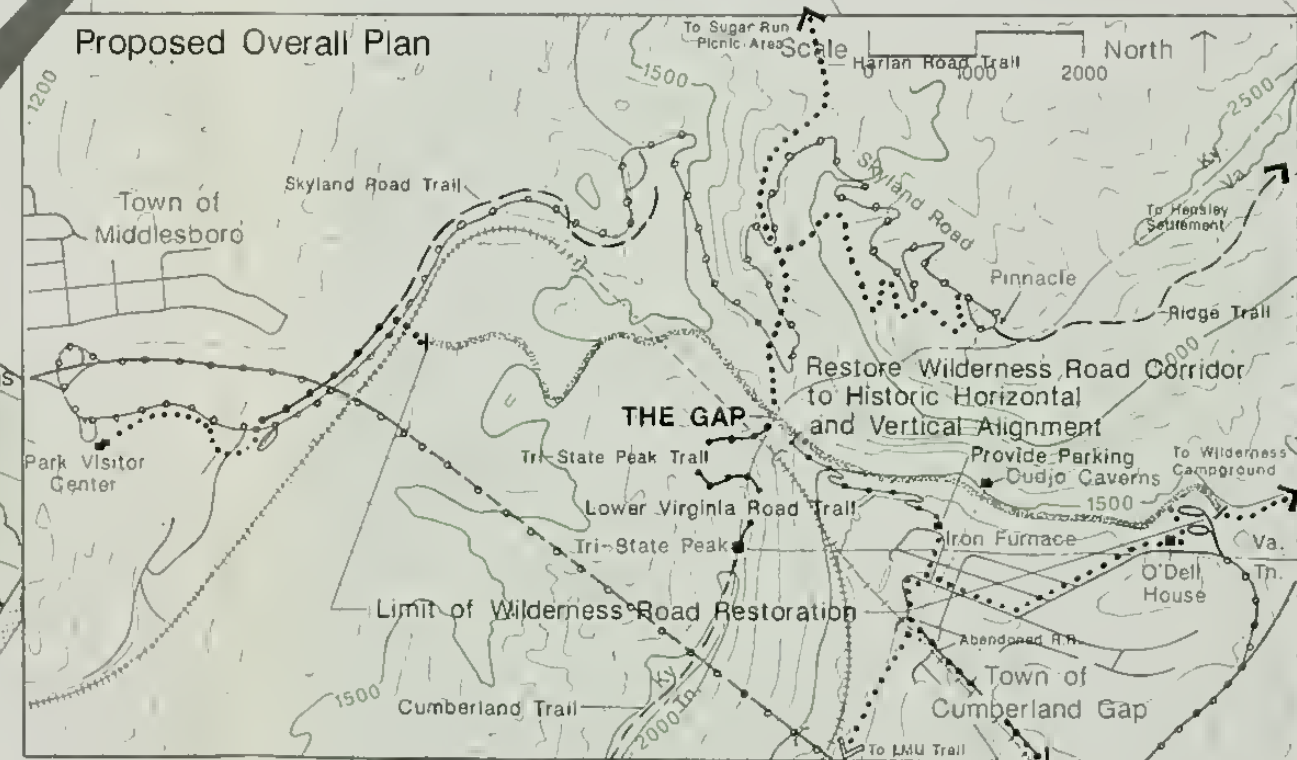 Proposed Overall Plan
To Sugar Run
Picnic Area
Scale
0 1000 2000
North
Harlan Road Trail
1200
1500
2500
Ky.
Va.
Skyland Road Trail
Skyland Road
Town of
Middlesboro
To Hensley
Settlement
Pinnacle
Ridge Trail
Restore Wilderness Road Corridor
to Historic Horizontal
and Vertical Alignment
THE GAP
Park Visitor
Center
Tri-State Peak Trail
Provide Parking
Cudjo Caverns
To Wilderness
Campground
Lower Virginia Road Trail
1500
Tri-State Peak
Iron Furnace
O'Dell
House
Va.
Tn.
Limit of Wilderness Road Restoration
Abandoned R.R.
Town of
Cumberland Gap
1500
Ky.
Tn.
2000
Cumberland Trail
To LMU Trail